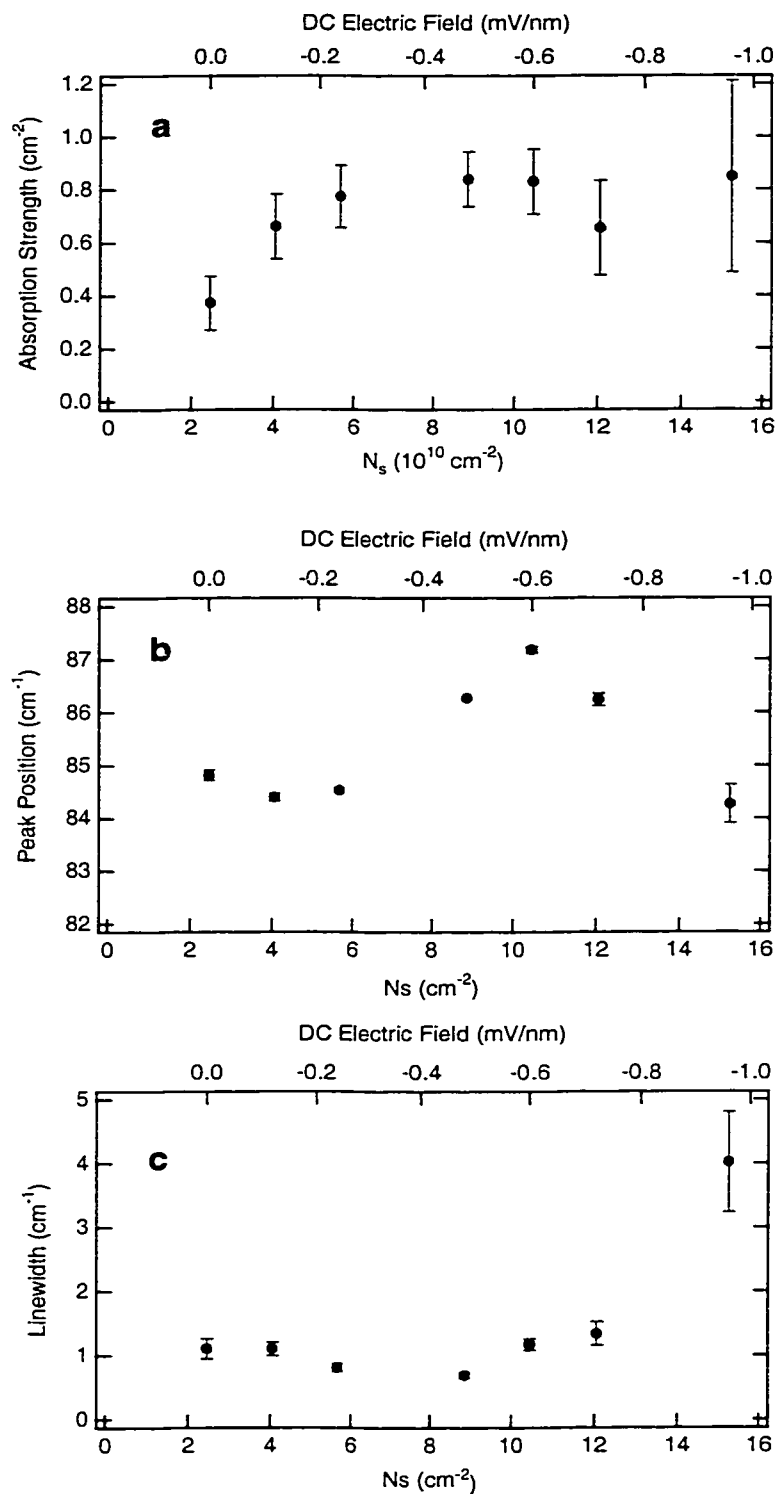 DC Electric Field (mV/nm)
0.0 -0.2 -0.4 -0.6 -0.8 -1.0
a
Absorption Strength (cm-2)
1.2
1.0
0.8
0.6
0.4
0.2
0.0
0 2 4 6 8 10 12 14 16
Ns (10^10 cm-2)
DC Electric Field (mV/nm)
0.0 -0.2 -0.4 -0.6 -0.8 -1.0
b
Peak Position (cm-1)
88
87
86
85
84
83
82
0 2 4 6 8 10 12 14 16
Ns (cm-2)
DC Electric Field (mV/nm)
0.0 -0.2 -0.4 -0.6 -0.8 -1.0
c
Linewidth (cm-1)
5
4
3
2
1
0
0 2 4 6 8 10 12 14 16
Ns (cm-2)